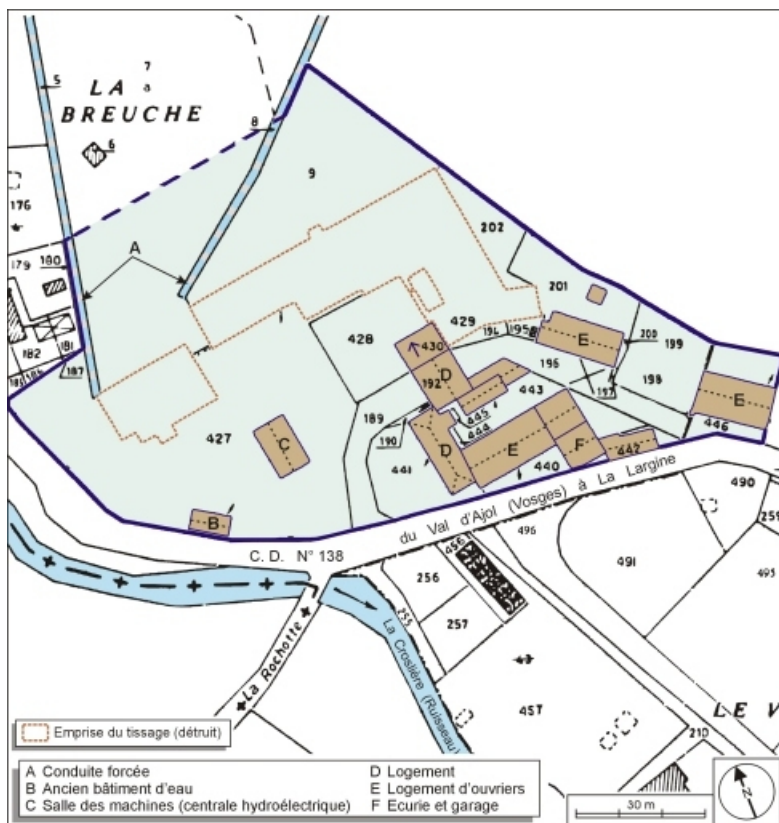 5
7
8
LA
BREUCHE
6
8
9
176
A
202
179
180
201
182
181
187
428
429
194
195
E
200
199
430
D
192
196
197
198
E
427
C
189
190
445
444
443
446
441
D
E
F
442
440
B
du Val d'Ajol (Vosges) à La Largine
C. D. N° 138
496
490
259
456
256
491
493
255
257
La Rochotte
La Croslière (Ruisseau)
457
LE V
210
Emprise du tissage (détruit)
A Conduite forcée
B Ancien bâtiment d'eau
C Salle des machines (centrale hydroélectrique)
D Logement
E Logement d'ouvriers
F Ecurie et garage
30 m
N